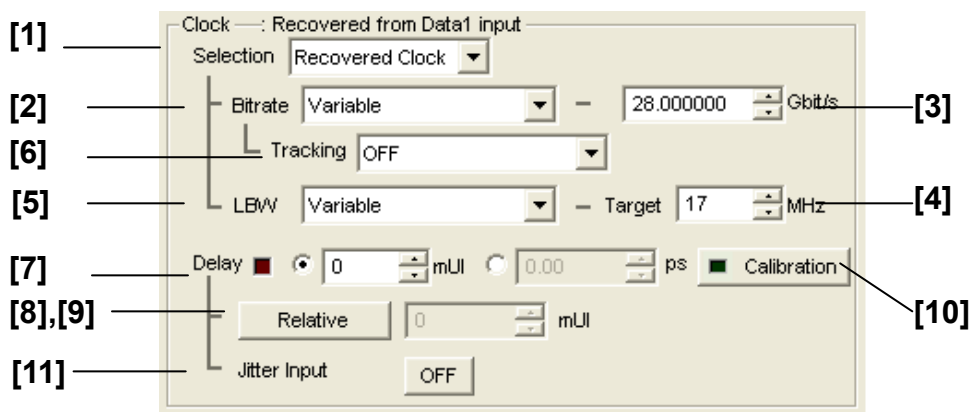 Clock : Recovered from Data1 input
[1] Selection Recovered Clock
[2] Bitrate Variable 28.000000 Gbit/s [3]
[6] Tracking OFF
[5] LBW Variable Target 17 MHz [4]
[7] Delay 0 mUI 0.00 ps Calibration
[8],[9] Relative 0 mUI [10]
[11] Jitter Input OFF